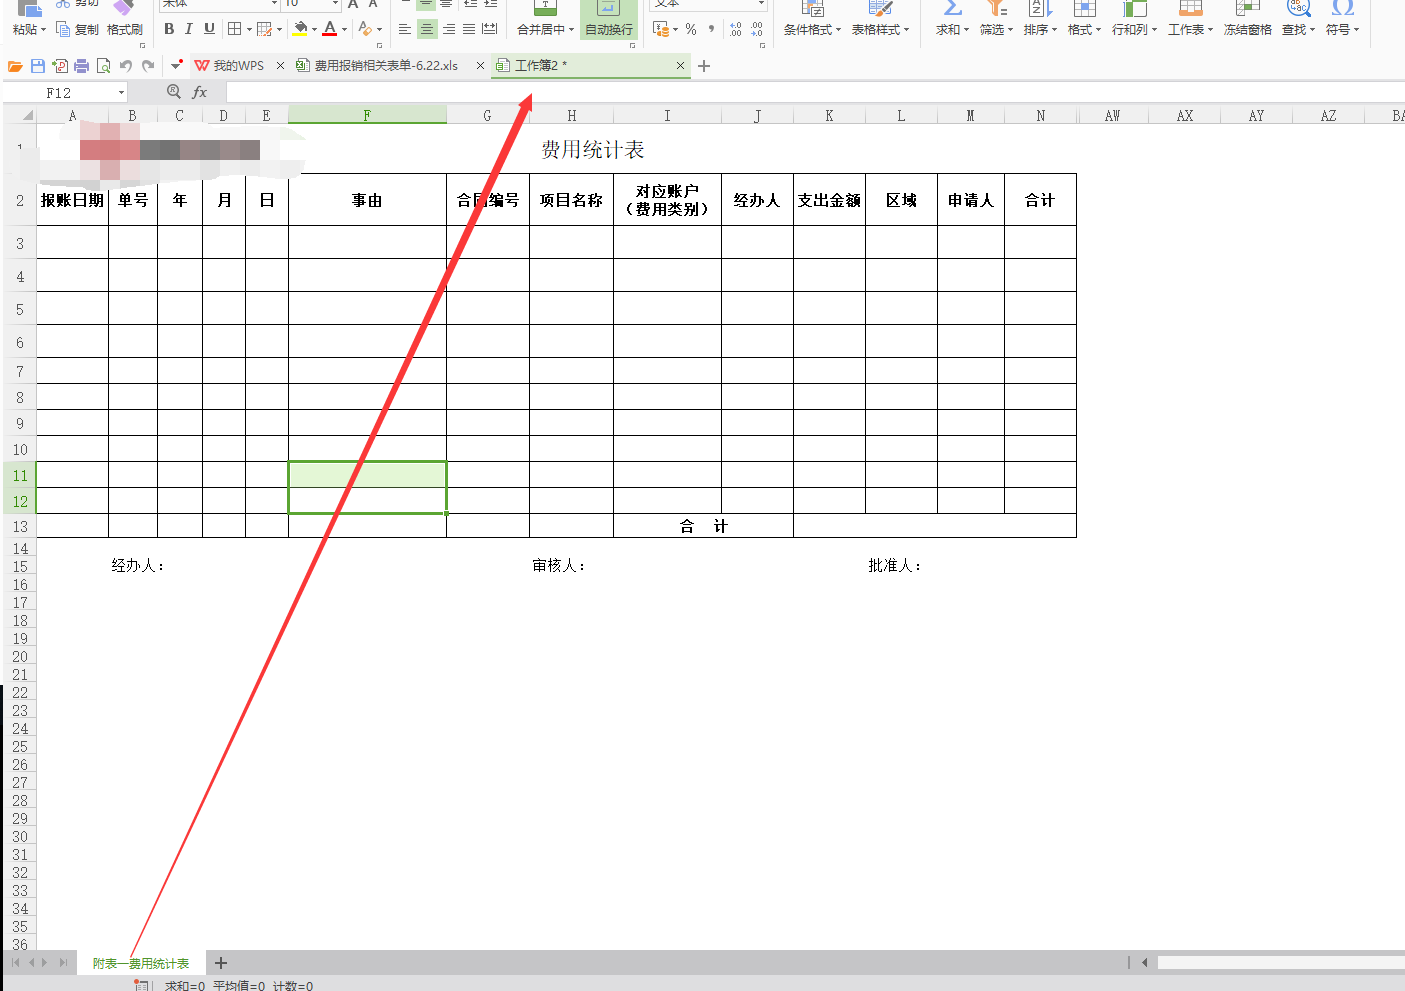 剪切 宋体 10 A A 文本
粘贴 复制 格式刷 B I U A 合并居中 自动换行 % , 条件格式 表格样式 求和 筛选 排序 格式 行和列 工作表 冻结窗格 查找 符号
我的WPS × 费用报销相关表单-6.22.xls × 工作簿2 * × +
F12 fx
A B C D E F G H I J K L M N AW AX AY AZ BA
1 费用统计表
2 报账日期 单号 年 月 日 事由 合同编号 项目名称 对应账户 经办人 支出金额 区域 申请人 合计
（费用类别）
3
4
5
6
7
8
9
10
11
12
13 合 计
14
15 经办人： 审核人： 批准人：
16
17
18
19
20
21
22
23
24
25
26
27
28
29
30
31
32
33
34
35
36
附表一费用统计表 +
求和=0 平均值=0 计数=0